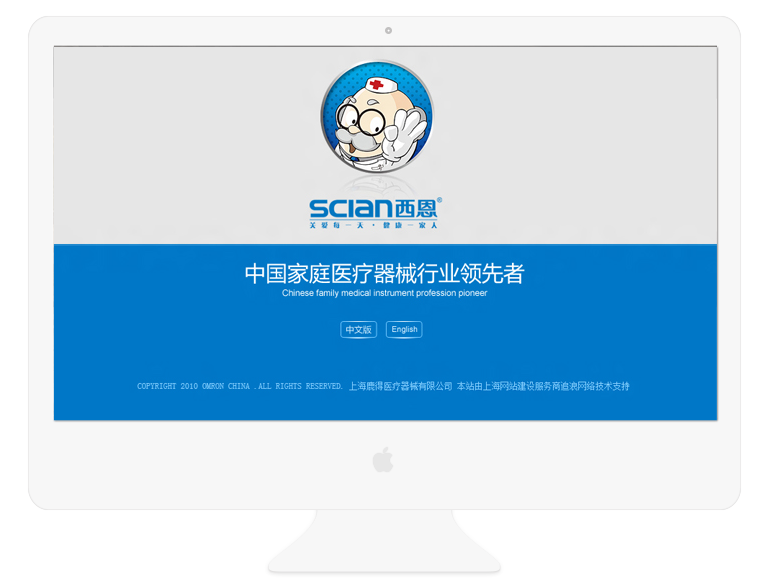 SCIAN西恩®
关爱每一天·健康一家人
中国家庭医疗器械行业领先者
Chinese family medical instrument profession pioneer
中文版 English
COPYRIGHT 2010 OMRON CHINA .ALL RIGHTS RESERVED. 上海鹿得医疗器械有限公司 本站由上海网站建设服务商追浪网络技术支持